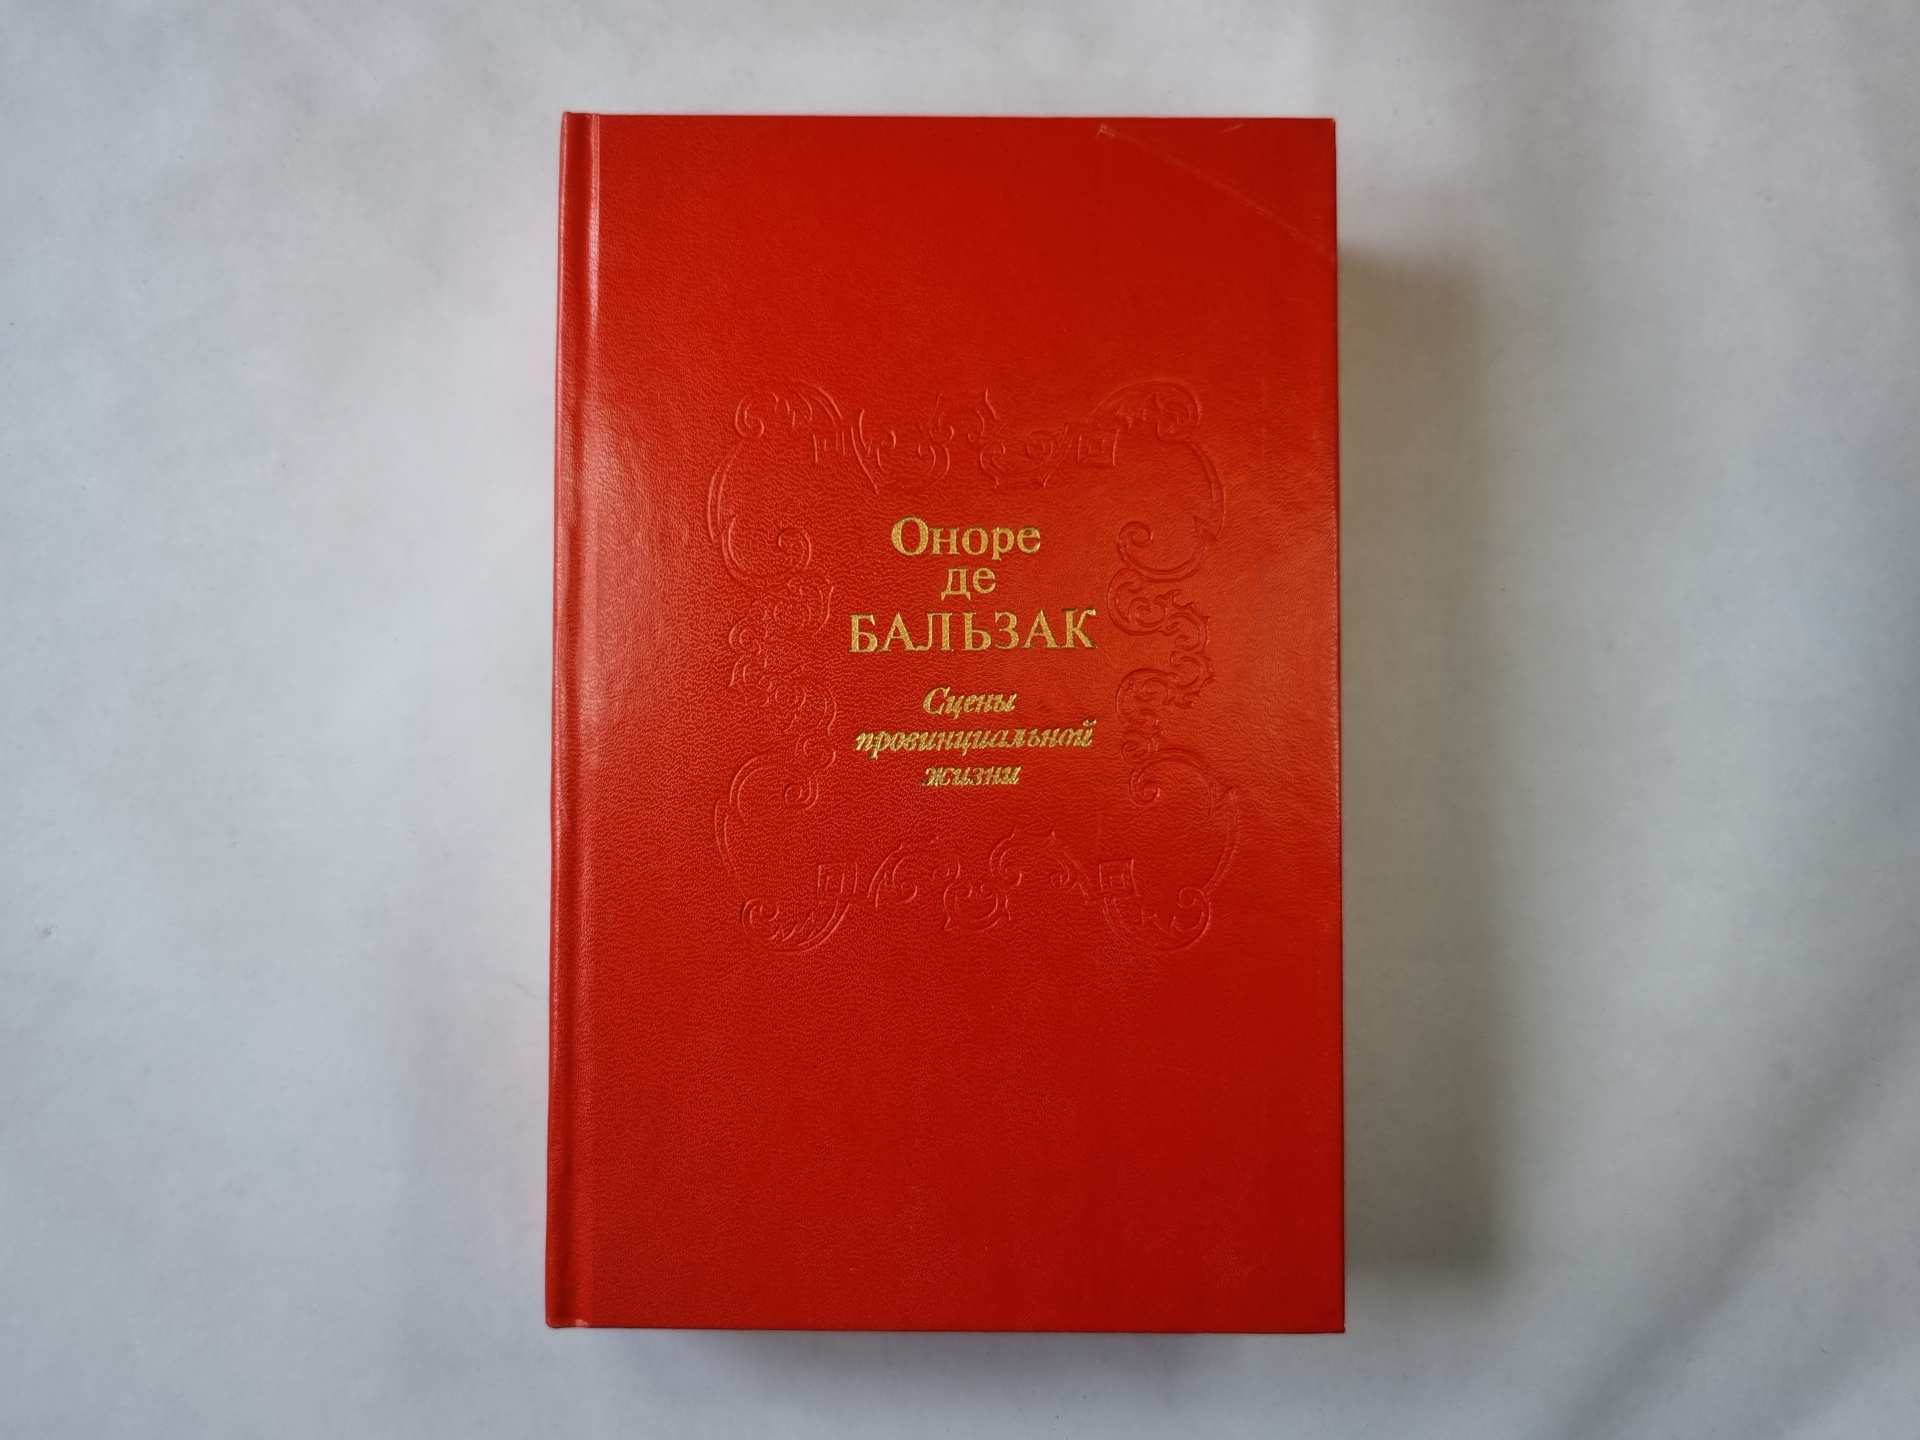 Оноре
де
БАЛЬЗАК
Сцены
провинциальной
жизни